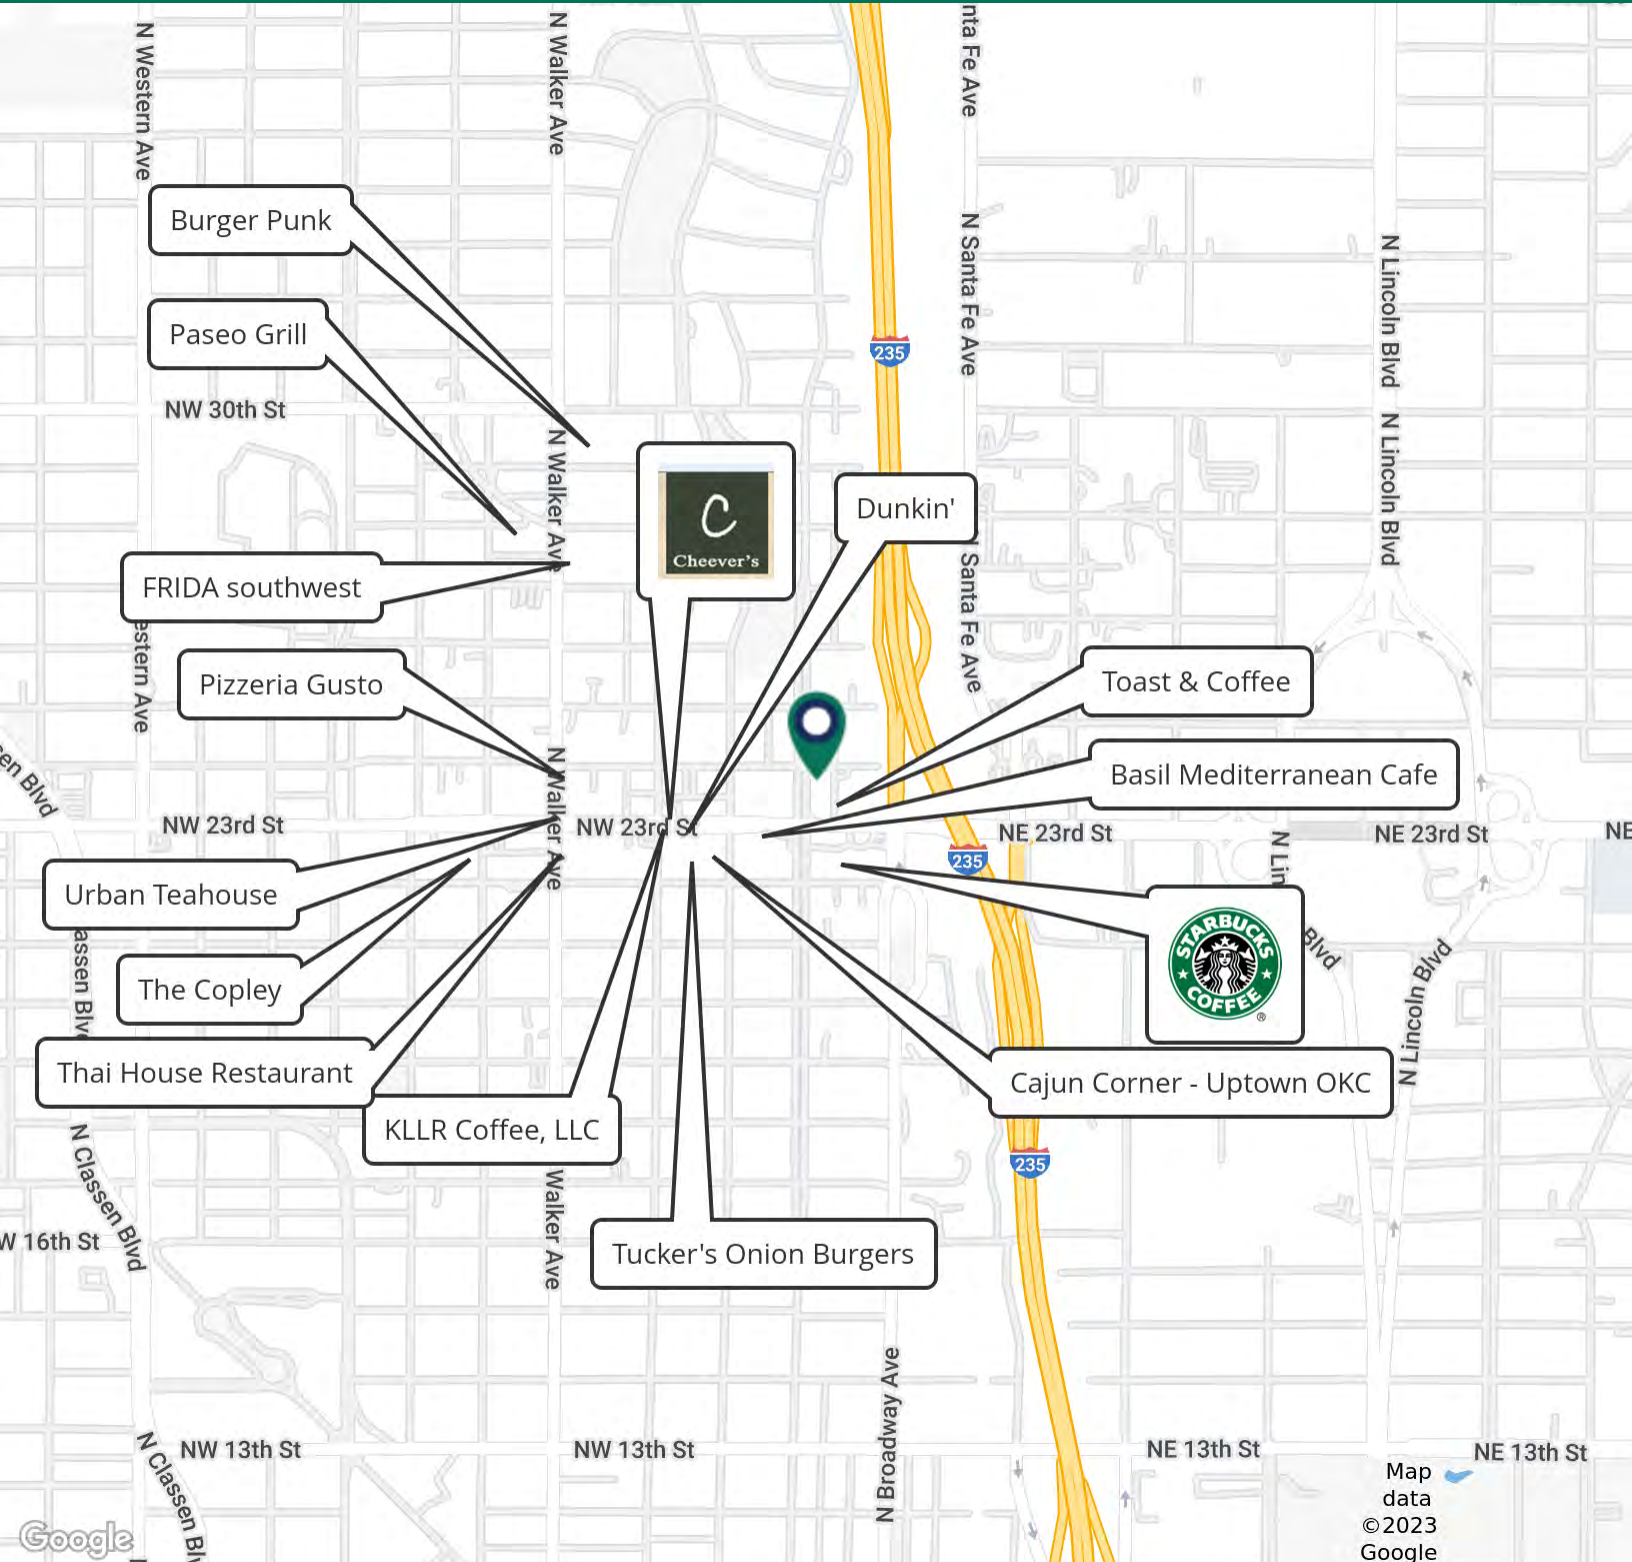 N Western Ave
N Walker Ave
nta Fe Ave
Burger Punk
N Santa Fe Ave
N Lincoln Blvd
Paseo Grill
235
NW 30th St
N Walker Ave
N Lincoln Blvd
C
Cheever's
Dunkin'
FRIDA southwest
Santa Fe Ave
estern Ave
Pizzeria Gusto
Toast & Coffee
sen Blvd
N Walker Ave
Basil Mediterranean Cafe
NW 23rd St
NW 23rd St
NE 23rd St
NE 23rd St
NE
235
N Lin
Blvd
Urban Teahouse
STARBUCKS
COFFEE
®
assen Blv
The Copley
N Lincoln Blvd
Thai House Restaurant
Cajun Corner - Uptown OKC
KLLR Coffee, LLC
N Classen Blvd
235
Walker Ave
W 16th St
Tucker's Onion Burgers
N Broadway Ave
N Classen Blv
NW 13th St
NW 13th St
NE 13th St
NE 13th St
Map
data
©2023
Google
Google